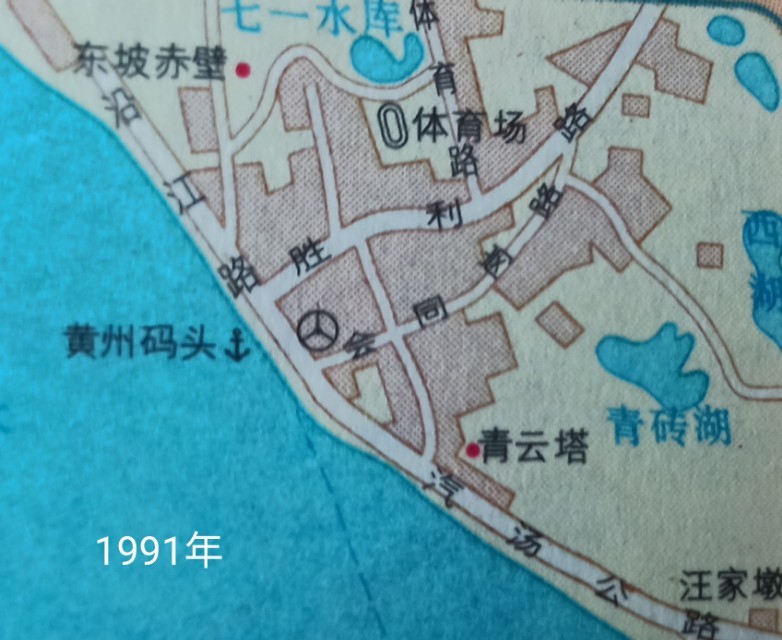 七一水库
体育路
东坡赤壁
沿江路
体育场
胜利路
会同岗路
黄州码头
西湖
青砖湖
青云塔
汽汤公路
1991年
汪家墩